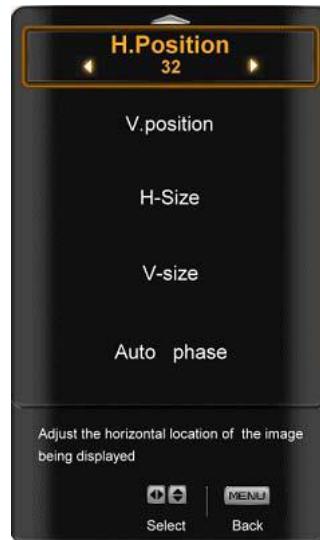 H.Position
32
V.position
H-Size
V-size
Auto phase
Adjust the horizontal location of the image
being displayed
MENU
Select Back